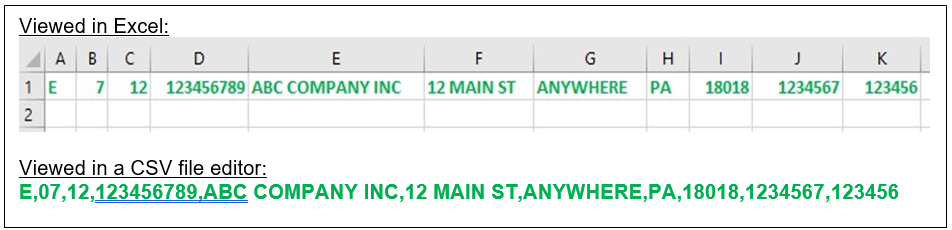 Viewed in Excel:
A B C D E F G H I J K
1 E 7 12 123456789 ABC COMPANY INC 12 MAIN ST ANYWHERE PA 18018 1234567 123456
2
Viewed in a CSV file editor:
E,07,12,123456789,ABC COMPANY INC,12 MAIN ST,ANYWHERE,PA,18018,1234567,123456